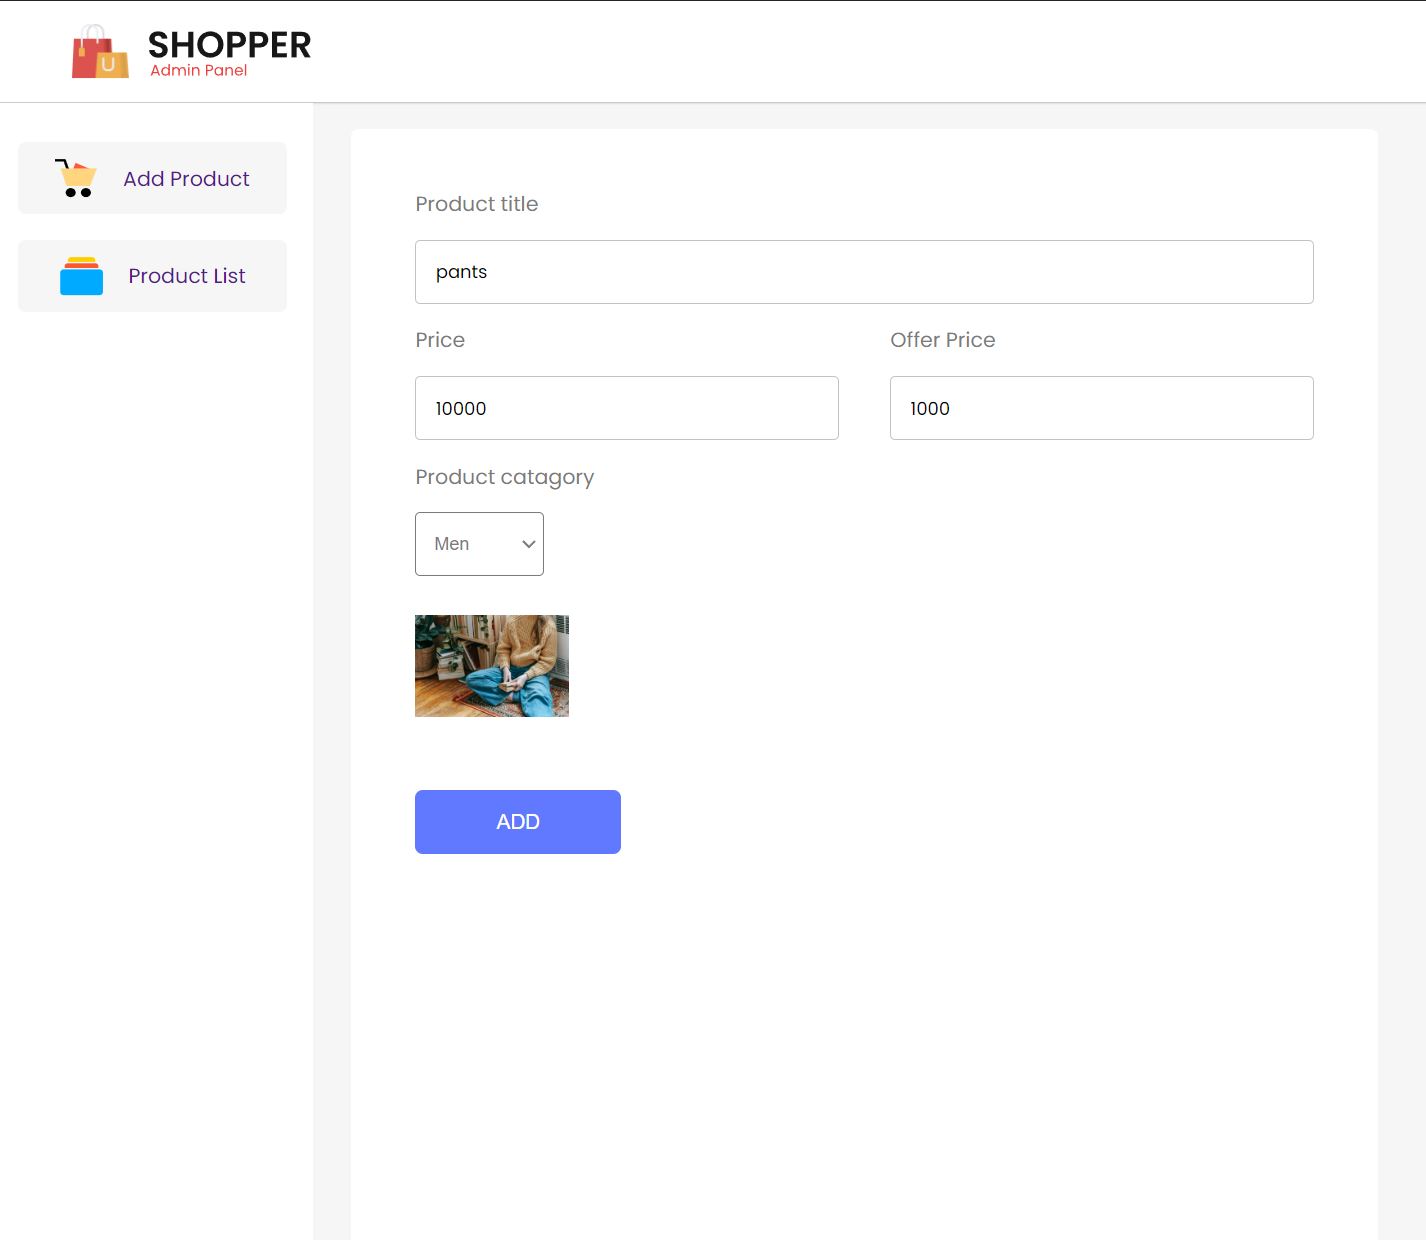 SHOPPER
Admin Panel
Add Product
Product List
Product title
pants
Price
Offer Price
10000
1000
Product catagory
Men
ADD
U